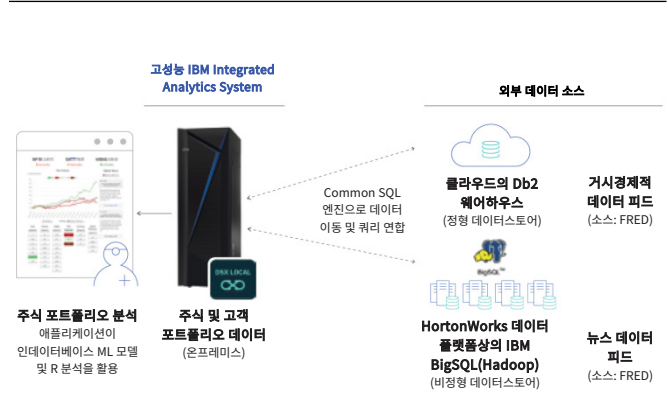 고성능 IBM Integrated
Analytics System
외부 데이터 소스
Common SQL
엔진으로 데이터
이동 및 쿼리 연합
클라우드의 Db2
웨어하우스
(정형 데이터스토어)
거시경제적
데이터 피드
(소스: FRED)
DSX LOCAL
BigSQL™
주식 포트폴리오 분석
애플리케이션이
인데이터베이스 ML 모델
및 R 분석을 활용
주식 및 고객
포트폴리오 데이터
(온프레미스)
HortonWorks 데이터
플랫폼상의 IBM
BigSQL(Hadoop)
(비정형 데이터스토어)
뉴스 데이터
피드
(소스: FRED)